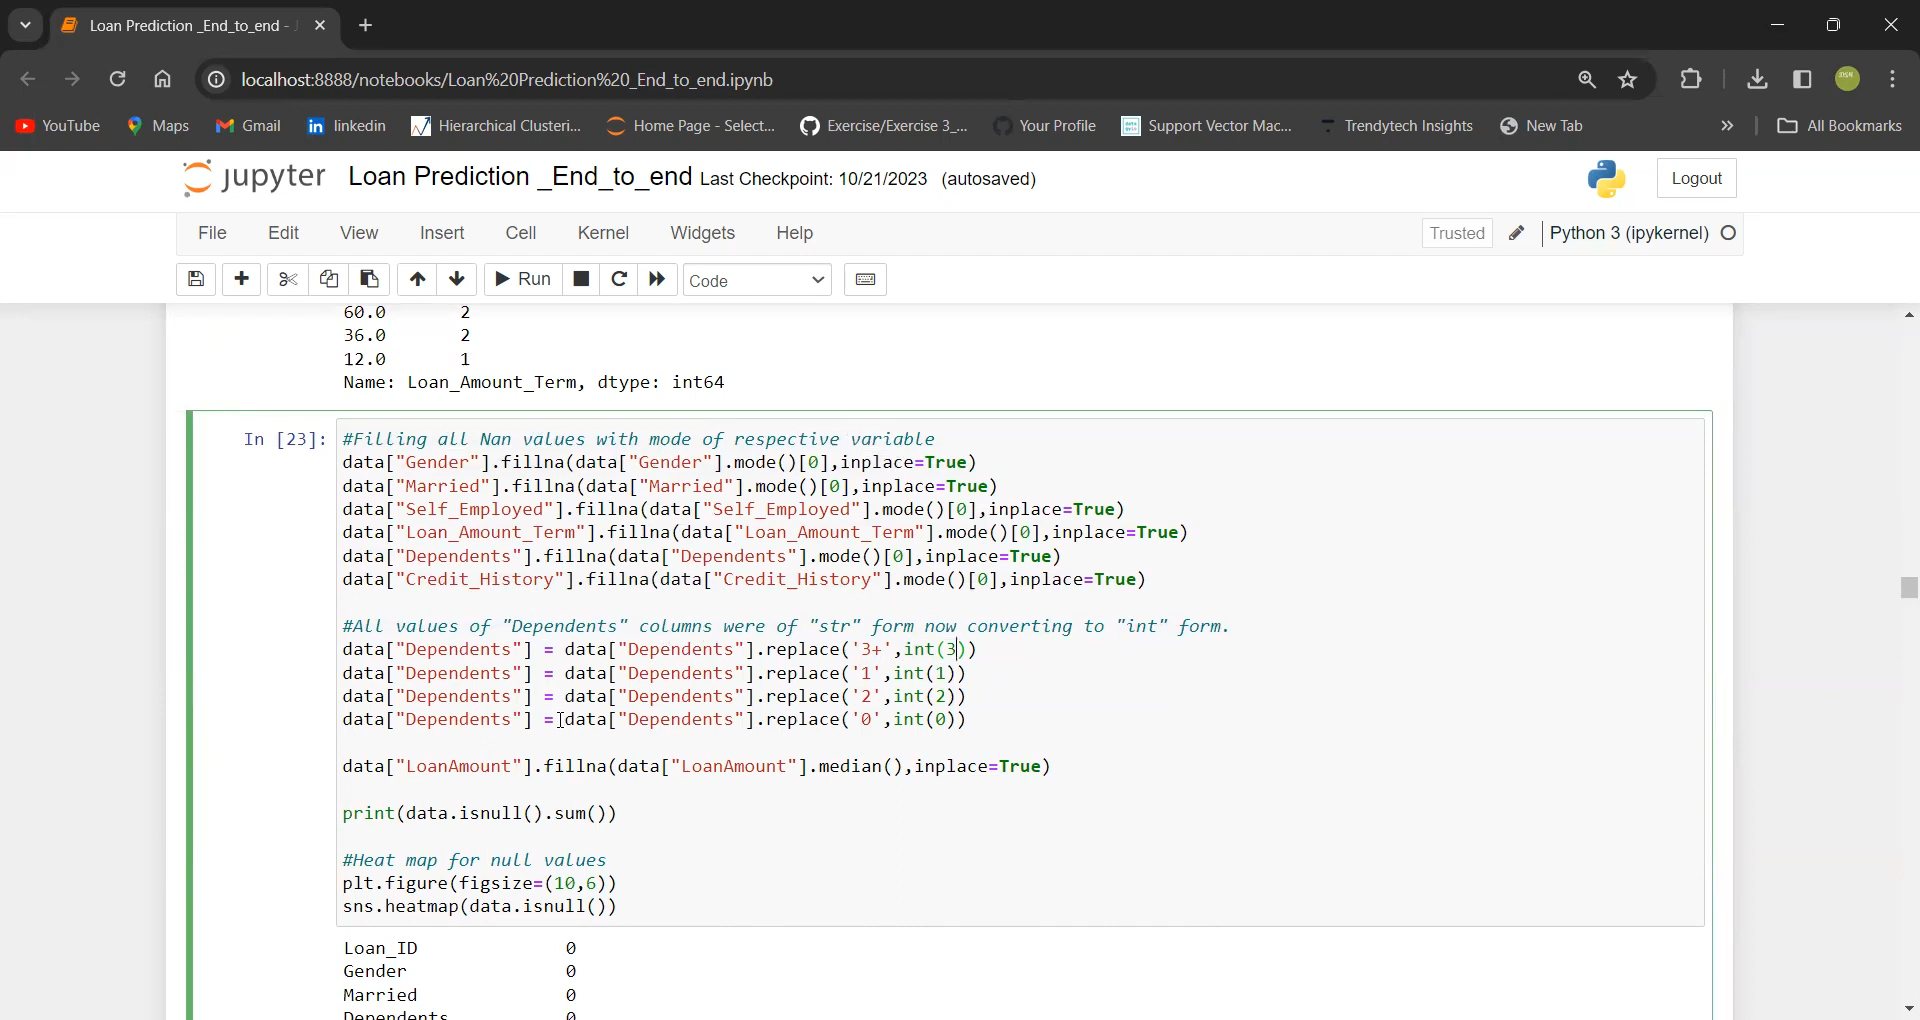 Loan Prediction _End_to_end -
localhost:8888/notebooks/Loan%20Prediction%20_End_to_end.ipynb
YouTube Maps Gmail linkedin Hierarchical Clusteri... Home Page - Select... Exercise/Exercise 3_... Your Profile Support Vector Mac... Trendytech Insights New Tab » All Bookmarks
jupyter Loan Prediction _End_to_end Last Checkpoint: 10/21/2023 (autosaved) Logout
File Edit View Insert Cell Kernel Widgets Help Trusted Python 3 (ipykernel)
Run Code
60.0 2
36.0 2
12.0 1
Name: Loan_Amount_Term, dtype: int64
In [23]: #Filling all Nan values with mode of respective variable
data["Gender"].fillna(data["Gender"].mode()[0],inplace=True)
data["Married"].fillna(data["Married"].mode()[0],inplace=True)
data["Self_Employed"].fillna(data["Self_Employed"].mode()[0],inplace=True)
data["Loan_Amount_Term"].fillna(data["Loan_Amount_Term"].mode()[0],inplace=True)
data["Dependents"].fillna(data["Dependents"].mode()[0],inplace=True)
data["Credit_History"].fillna(data["Credit_History"].mode()[0],inplace=True)
#All values of "Dependents" columns were of "str" form now converting to "int" form.
data["Dependents"] = data["Dependents"].replace('3+',int(3))
data["Dependents"] = data["Dependents"].replace('1',int(1))
data["Dependents"] = data["Dependents"].replace('2',int(2))
data["Dependents"] = data["Dependents"].replace('0',int(0))
data["LoanAmount"].fillna(data["LoanAmount"].median(),inplace=True)
print(data.isnull().sum())
#Heat map for null values
plt.figure(figsize=(10,6))
sns.heatmap(data.isnull())
Loan_ID 0
Gender 0
Married 0
Dependents 0